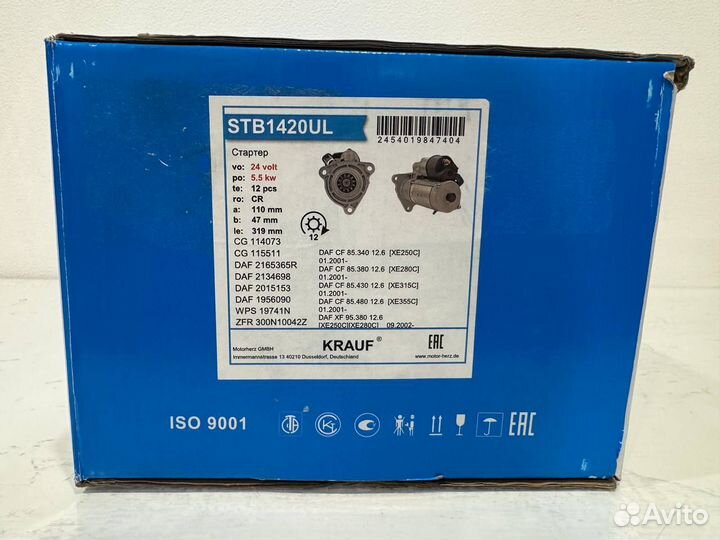 STB1420UL
2454019847404
Стартер
vo: 24 volt
po: 5.5 kw
te: 12 pcs
ro: CR
a: 110 mm
b: 47 mm
le: 319 mm
12
CG 114073
CG 115511
DAF 2165365R
DAF 2134698
DAF 2015153
DAF 1956090
WPS 19741N
ZFR 300N10042Z
DAF CF 85.340 12.6 [XE250C]
01.2001-
DAF CF 85.380 12.6 [XE280C]
01.2001-
DAF CF 85.430 12.6 [XE315C]
01.2001-
DAF CF 85.480 12.6 [XE355C]
01.2001-
DAF XF 95.380 12.6
[XE250C][XE280C] 09.2002-
Motorherz GMBH
Immermannstrasse 13 40210 Dusseldorf, Deutschland
KRAUF®
EAC
www.motor-herz.de
ISO 9001
EAC
Avito